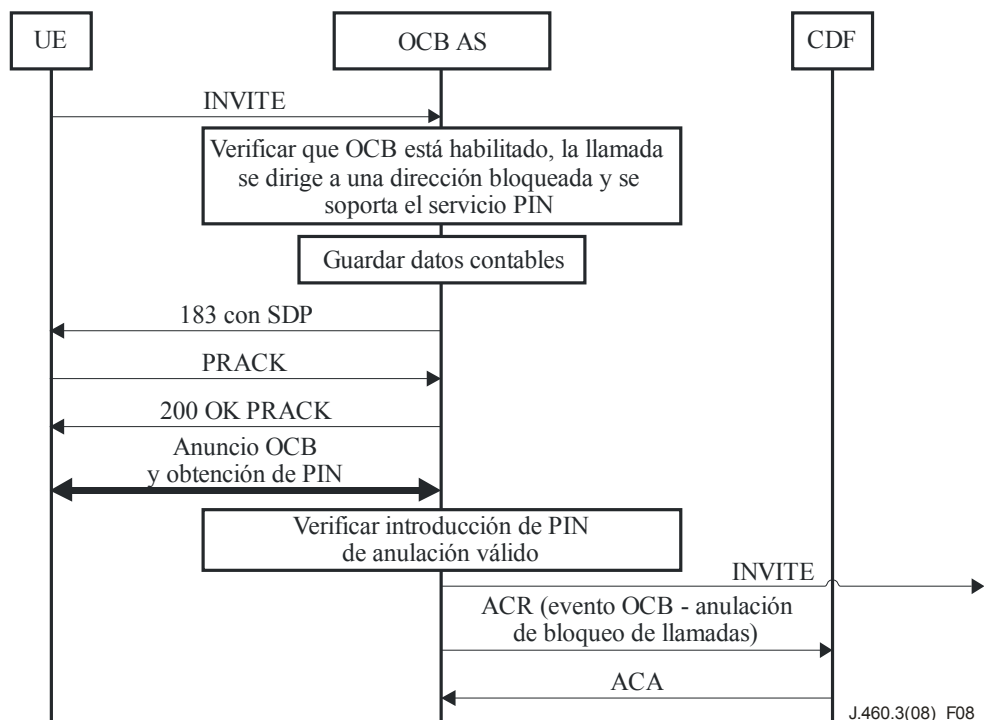 UE
OCB AS
CDF
INVITE
Verificar que OCB está habilitado, la llamada
se dirige a una dirección bloqueada y se
soporta el servicio PIN
Guardar datos contables
183 con SDP
PRACK
200 OK PRACK
Anuncio OCB
y obtención de PIN
Verificar introducción de PIN
de anulación válido
INVITE
ACR (evento OCB - anulación
de bloqueo de llamadas)
ACA
J.460.3(08)_F08